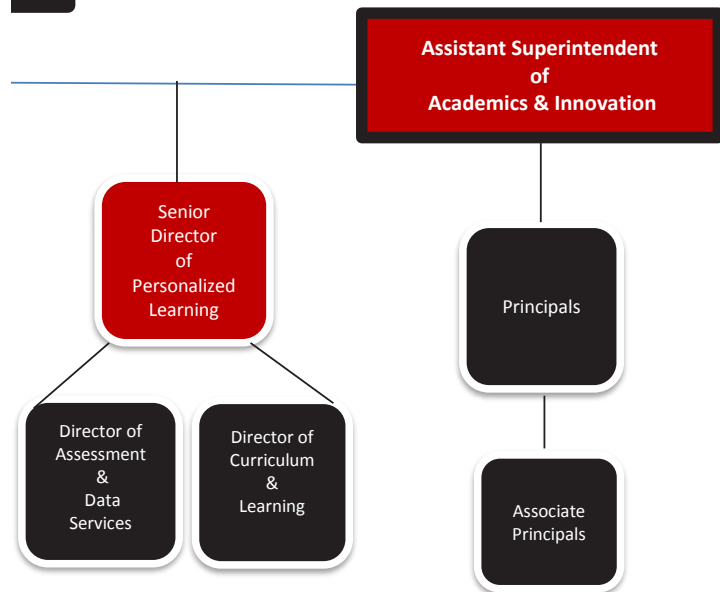 Assistant Superintendent
of
Academics & Innovation
Senior
Director
of
Personalized
Learning
Principals
Director of
Assessment
&
Data
Services
Director of
Curriculum
&
Learning
Associate
Principals